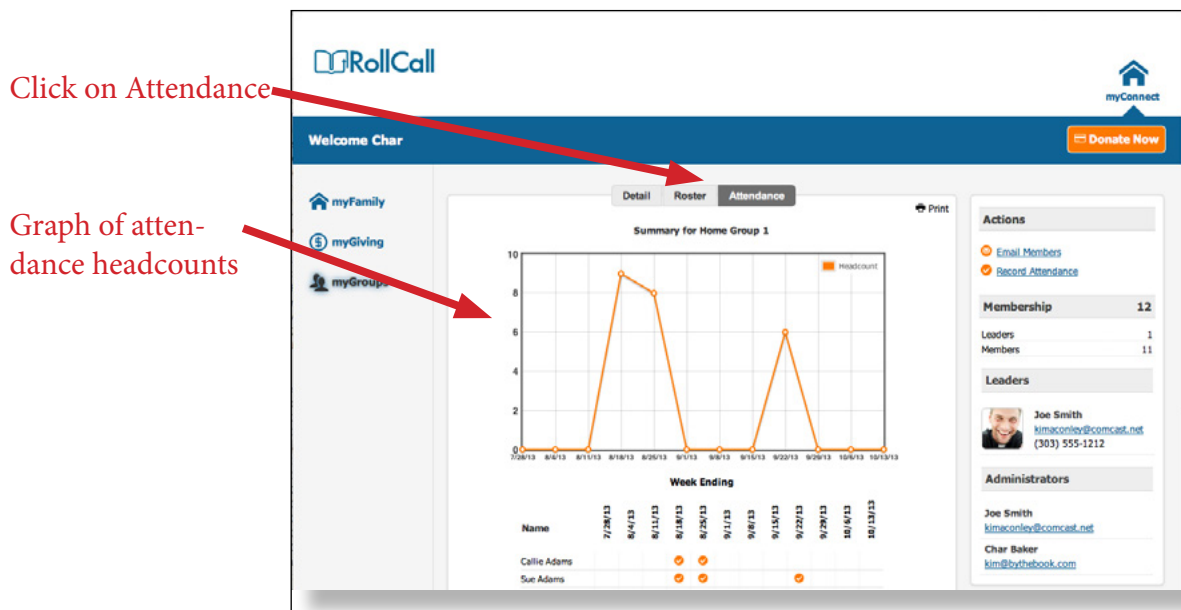 RollCall
Click on Attendance
myConnect
Welcome Char
Donate Now
myFamily
Detail Roster Attendance
Print
Graph of atten-
dance headcounts
myGiving
myGroups
Summary for Home Group 1
Headcount
10
8
6
4
2
0
7/28/13 8/4/13 8/11/13 8/18/13 8/25/13 9/1/13 9/8/13 9/15/13 9/22/13 9/29/13 10/6/13 10/13/13
Week Ending
Name 7/28/13 8/4/13 8/11/13 8/18/13 8/25/13 9/1/13 9/8/13 9/15/13 9/22/13 9/29/13 10/6/13 10/13/13
Callie Adams
Sue Adams
Actions
Email Members
Record Attendance
Membership 12
Leaders 1
Members 11
Leaders
Joe Smith
kimaconley@comcast.net
(303) 555-1212
Administrators
Joe Smith
kimaconley@comcast.net
Char Baker
kim@bythebook.com